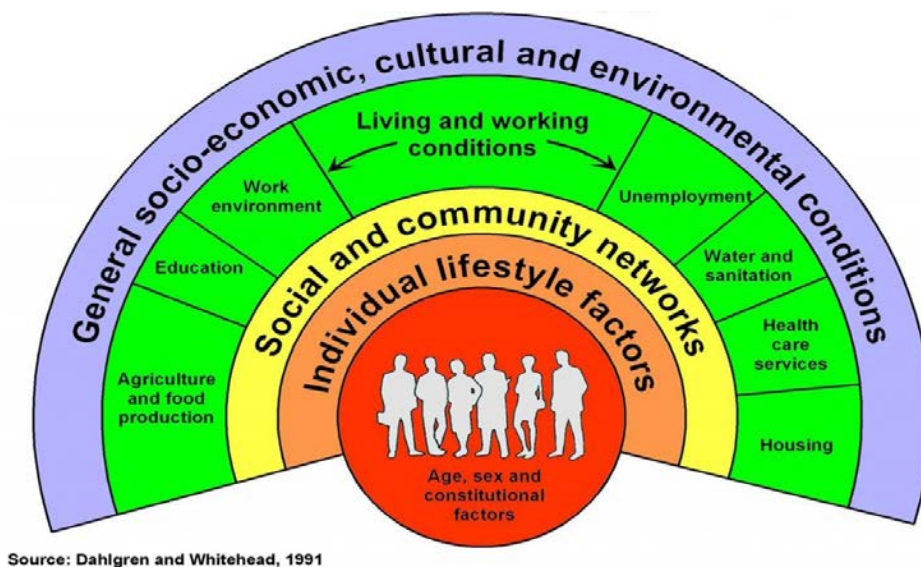 General socio-economic, cultural and environmental conditions
Living and working
conditions
Work
environment
Unemployment
Education
Water and
sanitation
Agriculture
and food
production
Health
care
services
Housing
Social and community networks
Individual lifestyle factors
Age, sex and
constitutional
factors
Source: Dahlgren and Whitehead, 1991